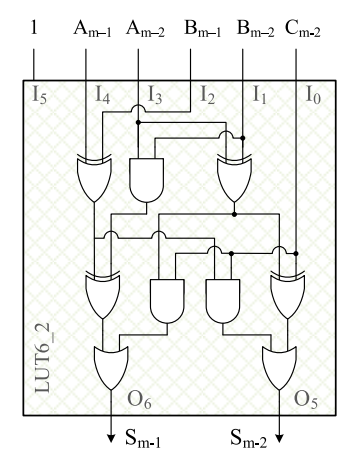 1 Aₘ₋₁ Aₘ₋₂ Bₘ₋₁ Bₘ₋₂ Cₘ₋₂
I₅ I₄ I₃ I₂ I₁ I₀
LUT6_2
O₆ O₅
Sₘ₋₁ Sₘ₋₂